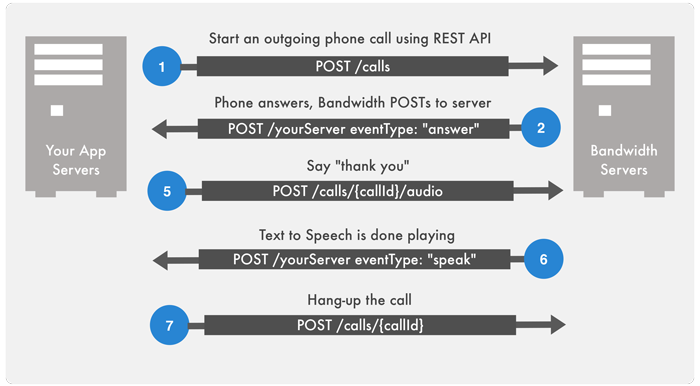 Start an outgoing phone call using REST API
1
POST /calls
Phone answers, Bandwidth POSTs to server
POST /yourServer eventType: "answer"
2
Your App
Servers
Bandwidth
Servers
Say "thank you"
5
POST /calls/{callId}/audio
Text to Speech is done playing
POST /yourServer eventType: "speak"
6
Hang-up the call
7
POST /calls/{callId}